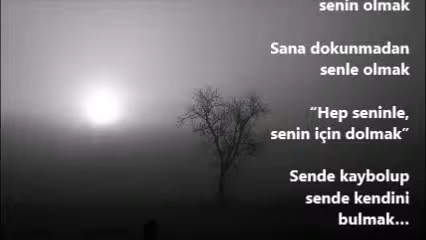 senin olmak
Sana dokunmadan
senle olmak
“Hep seninle,
senin için dolmak”
Sende kaybolup
sende kendini
bulmak...